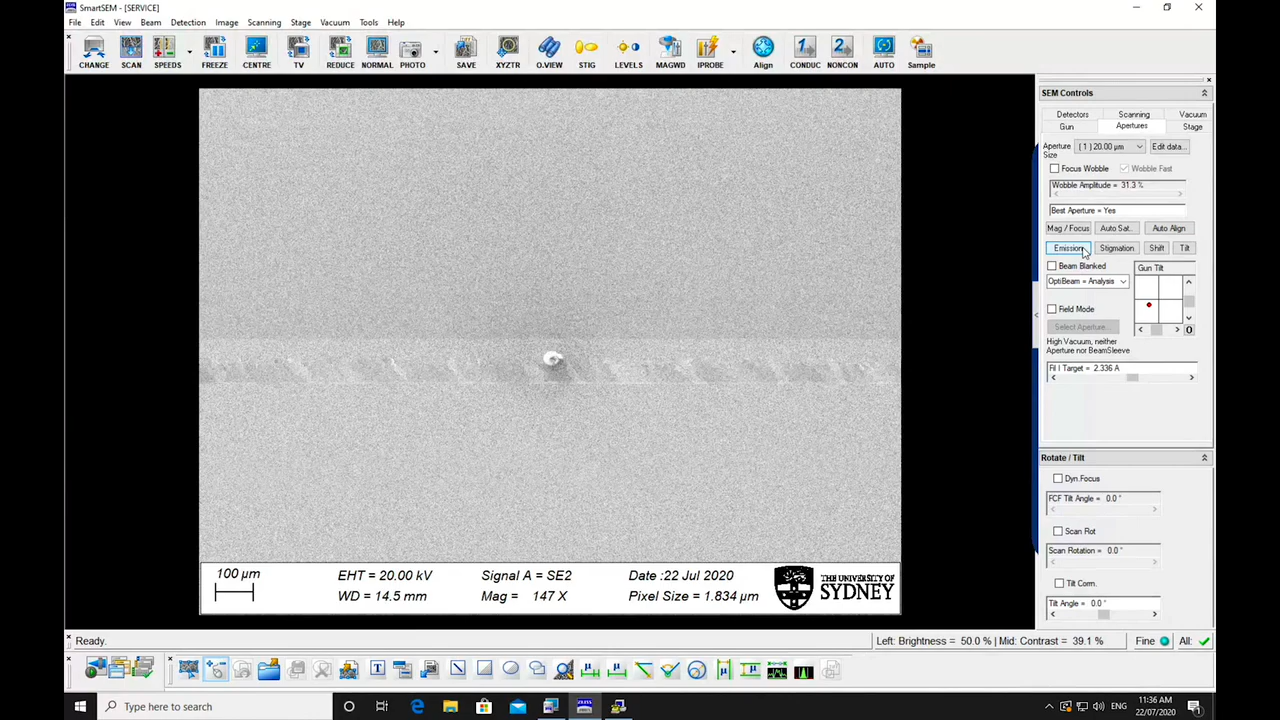 SmartSEM - [SERVICE]
File Edit View Beam Detection Image Scanning Stage Vacuum Tools Help
CHANGE SCAN SPEEDS FREEZE CENTRE TV REDUCE NORMAL PHOTO SAVE XYZTR O.VIEW STIG LEVELS MAGWD IPROBE Align CONDUC NONCON AUTO Sample
SEM Controls
Detectors Scanning Vacuum
Gun Apertures Stage
Aperture Size [ 1 ] 20.00 µm Edit data...
Focus Wobble Wobble Fast
Wobble Amplitude = 31.3 %
Best Aperture = Yes
Mag / Focus Auto Sat.. Auto Align
Emission Stigmation Shift Tilt
Beam Blanked Gun Tilt
OptiBeam = Analysis
Field Mode
Select Aperture...
High Vacuum, neither
Aperture nor BeamSleeve
Fil I Target = 2.336 A
Rotate / Tilt
Dyn.Focus
FCF Tilt Angle = 0.0 °
Scan Rot
Scan Rotation = 0.0 °
Tilt Corrn.
Tilt Angle = 0.0 °
100 µm EHT = 20.00 kV Signal A = SE2 Date :22 Jul 2020
WD = 14.5 mm Mag = 147 X Pixel Size = 1.834 µm
THE UNIVERSITY OF
SYDNEY
Ready. Left: Brightness = 50.0 % Mid: Contrast = 39.1 % Fine All:
Type here to search
ENG
11:36 AM
22/07/2020